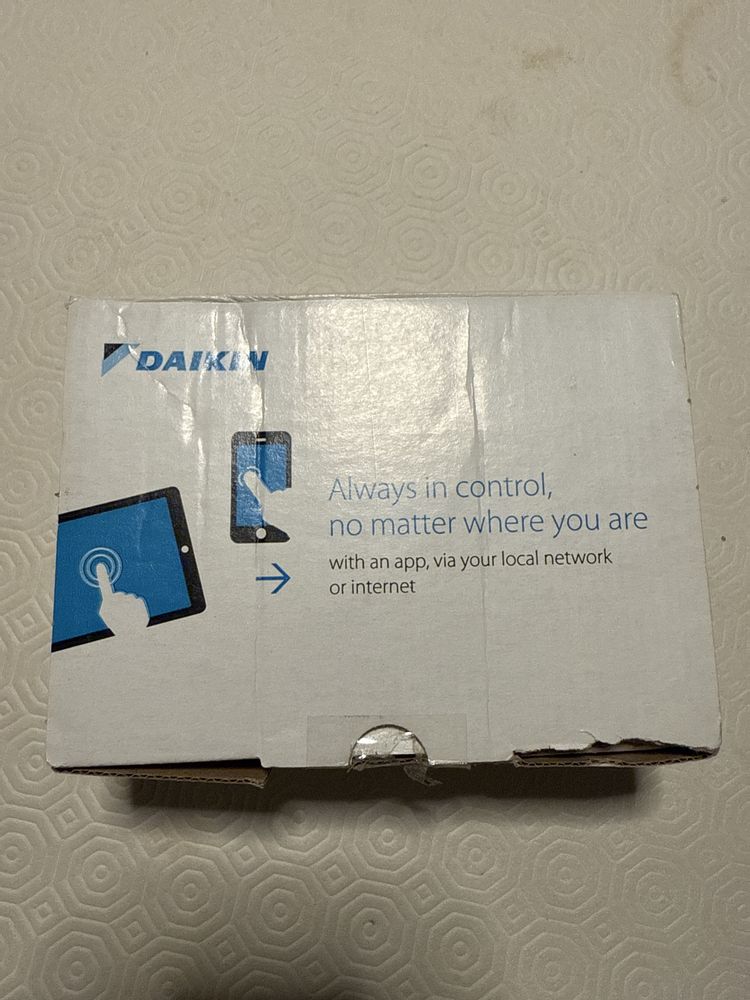 DAIKIN
Always in control,
no matter where you are
with an app, via your local network
or internet